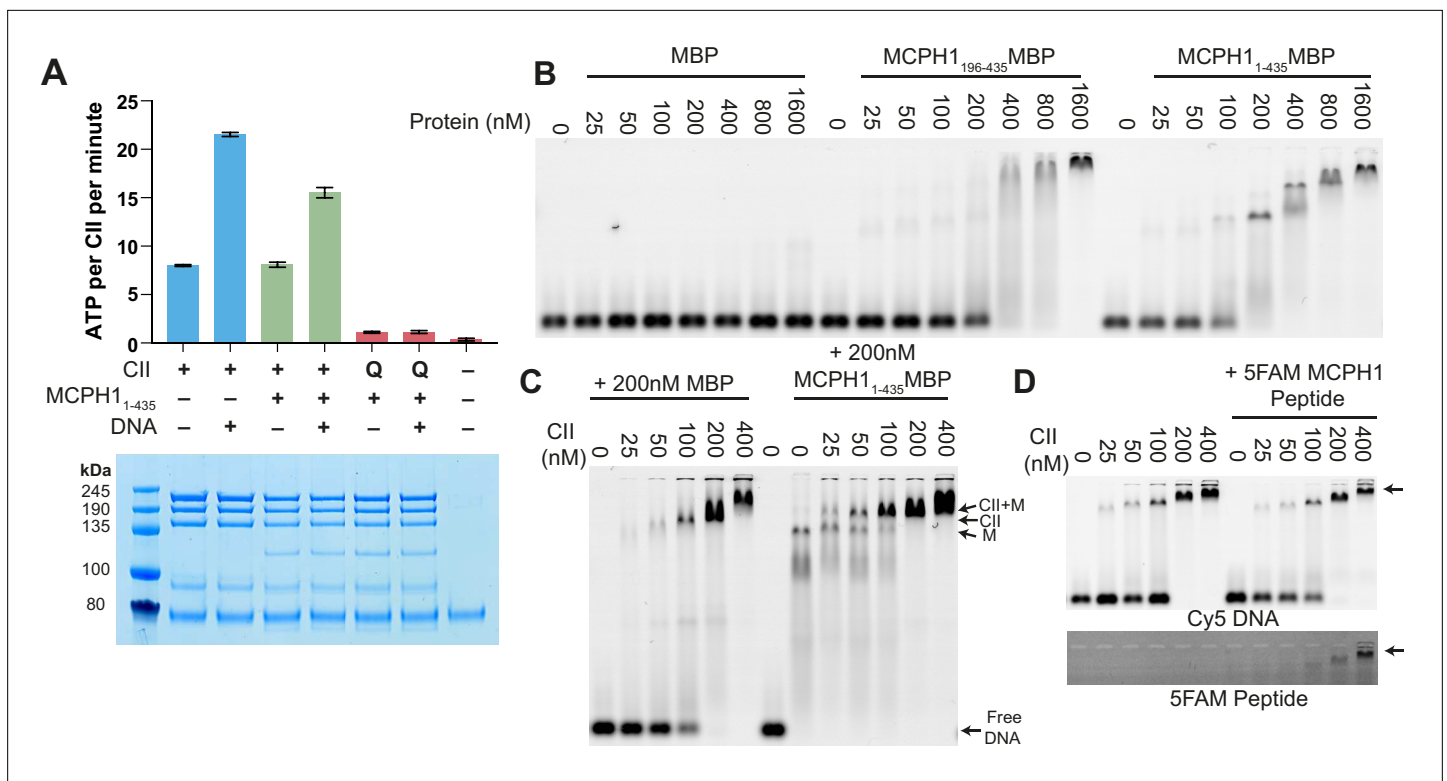 A
25
20
15
10
5
0
ATP per CII per minute
CII + + + + Q Q –
MCPH1₁₋₄₃₅ – – + + + + –
DNA – + – + – + –
kDa
245
190
135
100
80
B
MBP MCPH1₁₉₆₋₄₃₅MBP MCPH1₁₋₄₃₅MBP
Protein (nM) 0 25 50 100 200 400 800 1600 0 25 50 100 200 400 800 1600 0 25 50 100 200 400 800 1600
C
+ 200nM MBP
+ 200nM
MCPH1₁₋₄₃₅MBP
CII
(nM)
0 25 50 100 200 400 0 0 25 50 100 200 400
CII+M
CII
M
Free
DNA
D
+ 5FAM MCPH1
Peptide
CII
(nM)
0 25 50 100 200 400 0 25 50 100 200 400
Cy5 DNA
5FAM Peptide